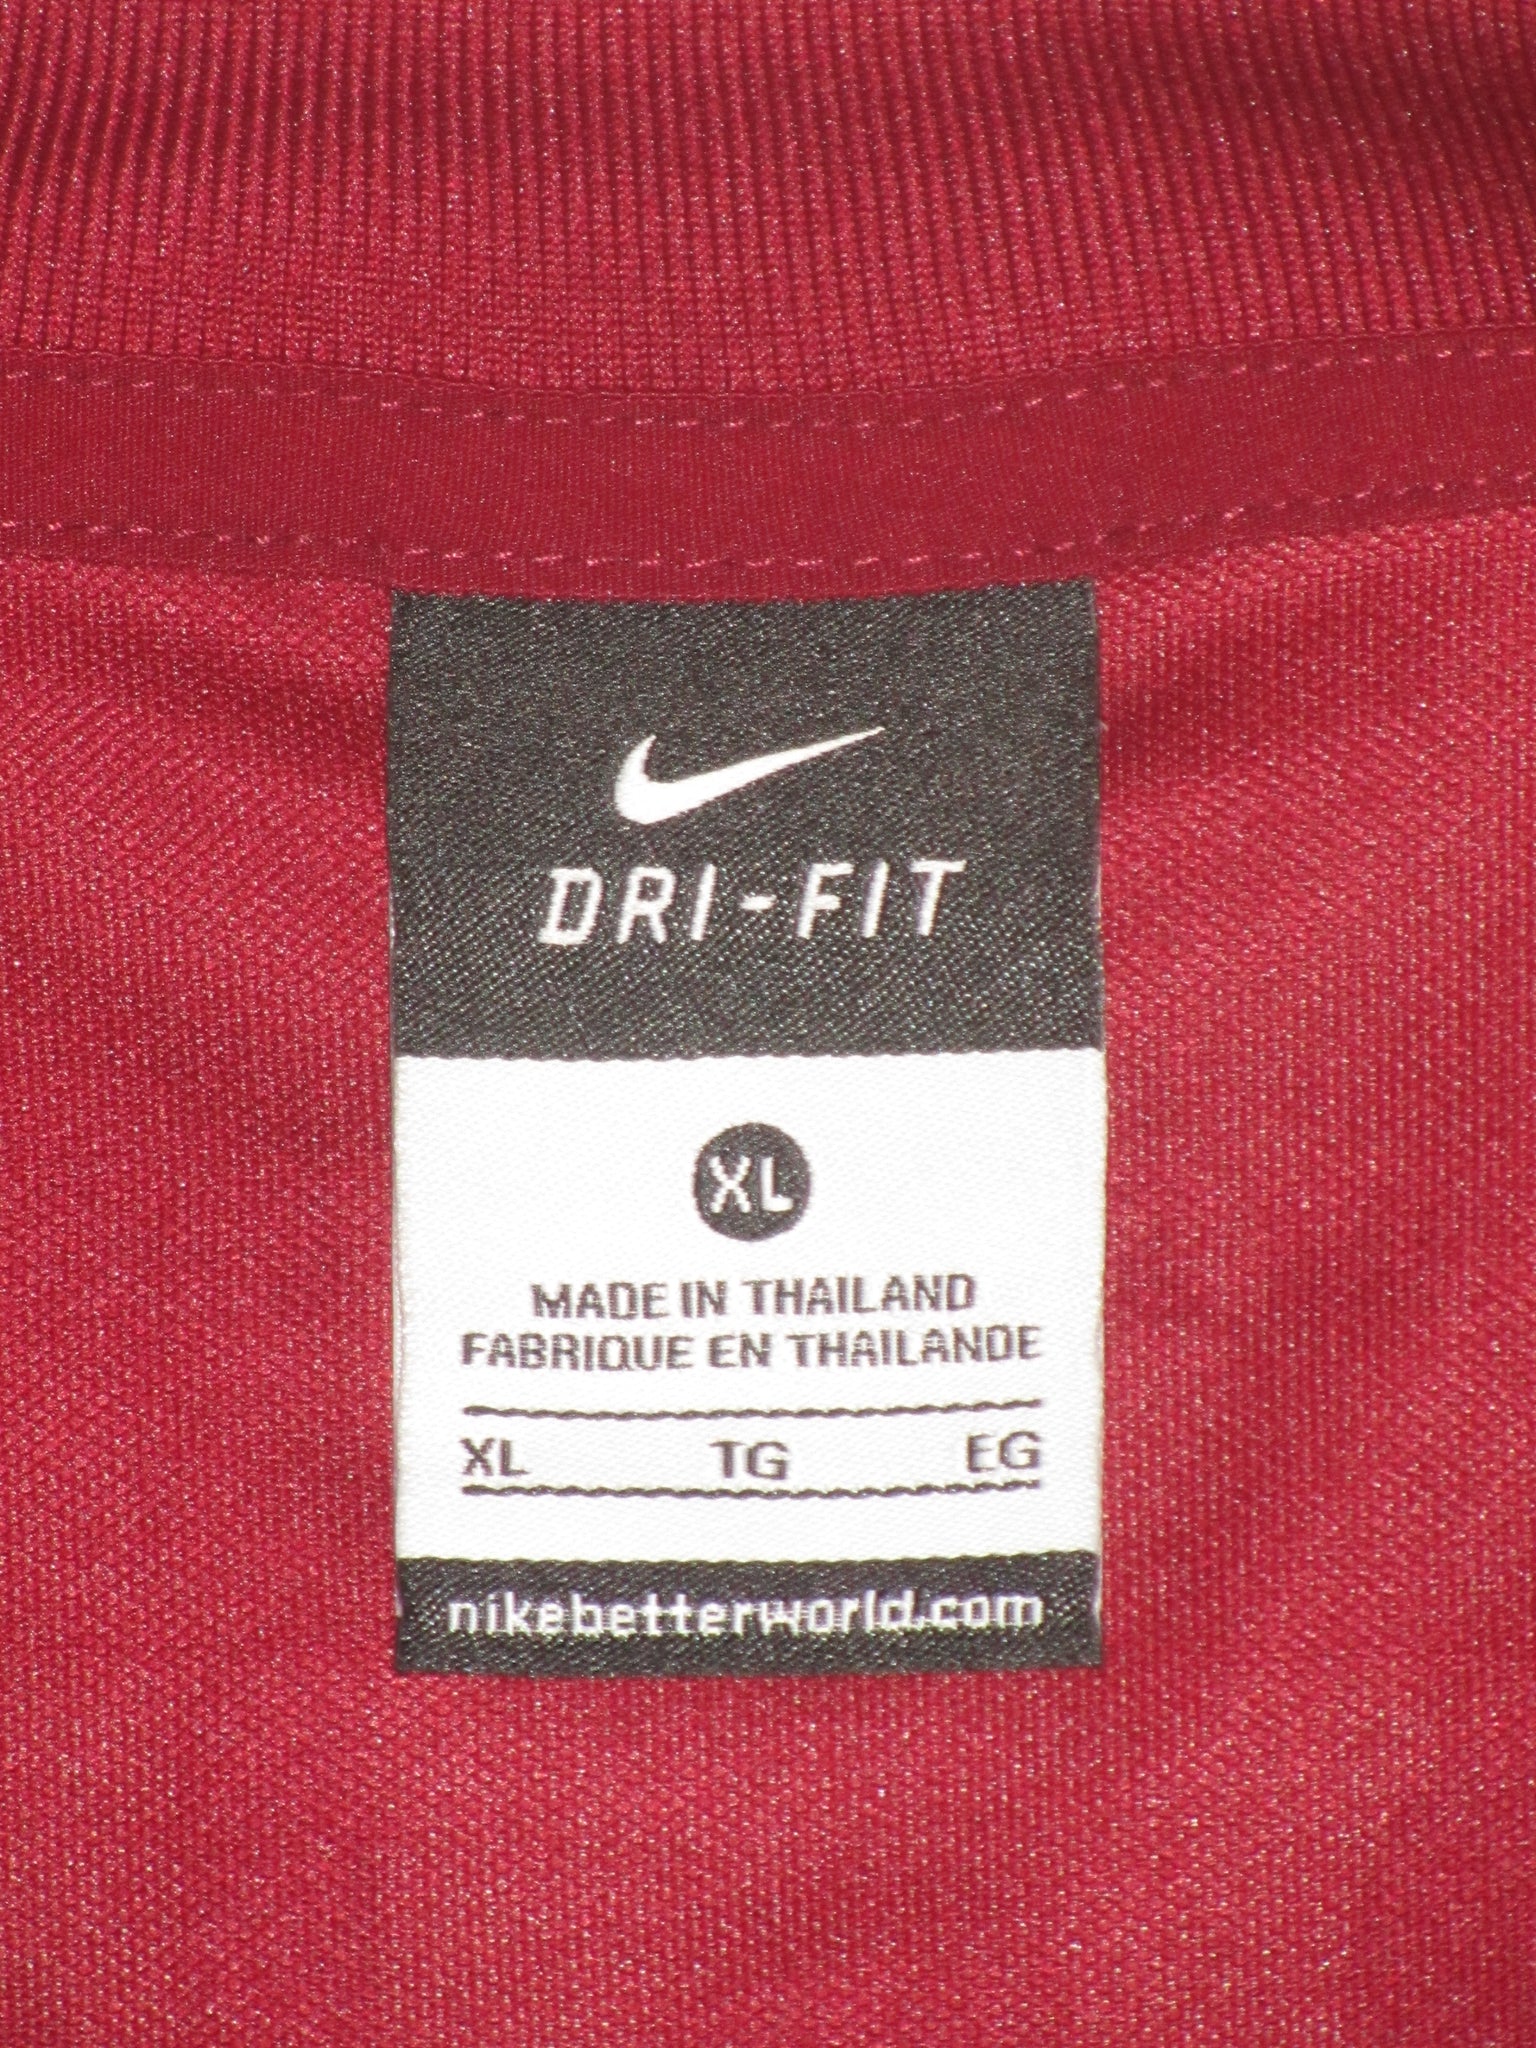 DRI-FIT
XL
MADE IN THAILAND
FABRIQUE EN THAILANDE
XL TG EG
nikebetterworld.com